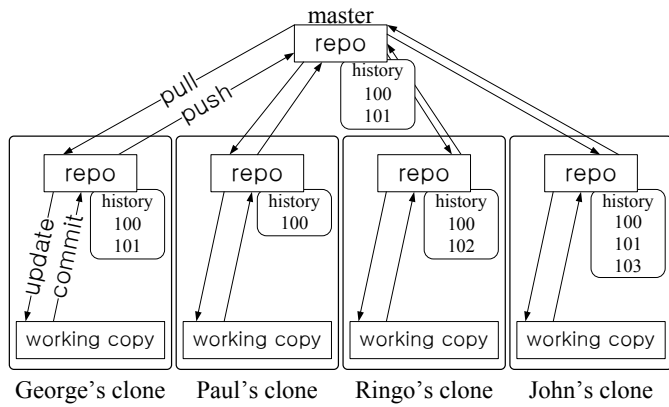 master
repo
history
100
101
pull
push
repo
history
100
101
update
commit
working copy
George's clone
repo
history
100
working copy
Paul's clone
repo
history
100
102
working copy
Ringo's clone
repo
history
100
101
103
working copy
John's clone